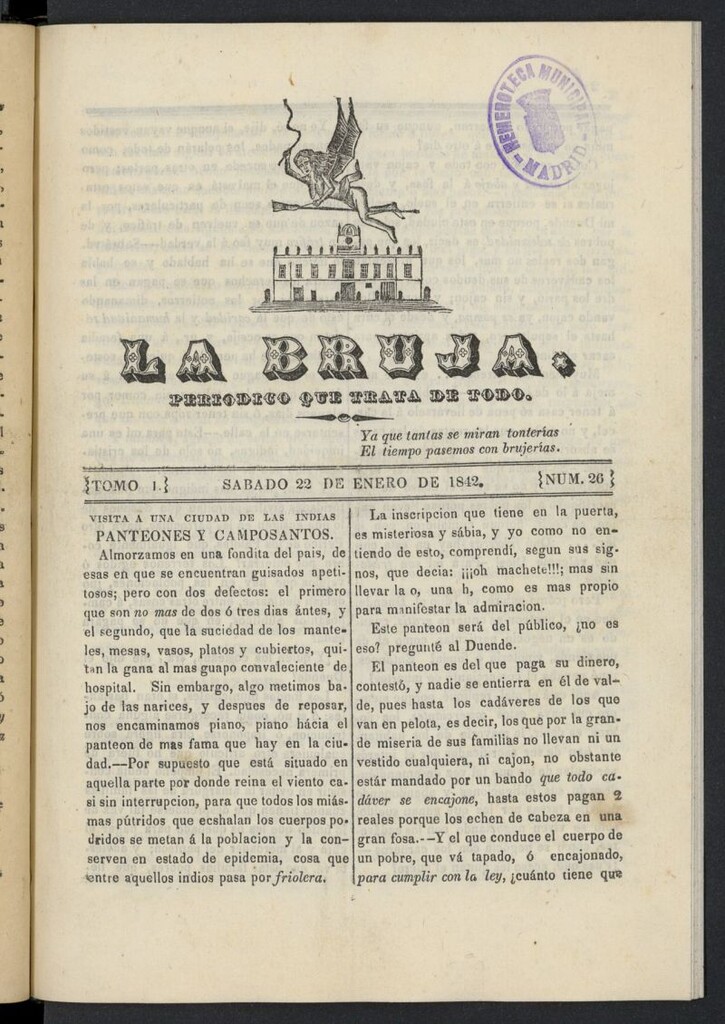 HEMEROTECA MUNICIPAL
MADRID
LA BRUJA.
PERIODICO QUE TRATA DE TODO.
Ya que tantas se miran tonterías
El tiempo pasemos con brujerías.
TOMO I. SABADO 22 DE ENERO DE 1842. NUM. 26
VISITA A UNA CIUDAD DE LAS INDIAS
PANTEONES Y CAMPOSANTOS.
Almorzamos en una fondita del pais, de
esas en que se encuentran guisados apeti-
tosos; pero con dos defectos: el primero
que son no mas de dos ó tres dias ántes, y
el segundo, que la suciedad de los mante-
les, mesas, vasos, platos y cubiertos, qui-
tan la gana al mas guapo convaleciente de
hospital. Sin embargo, algo metimos ba-
jo de las narices, y despues de reposar,
nos encaminamos piano, piano hácia el
panteon de mas fama que hay en la ciu-
dad.—Por supuesto que está situado en
aquella parte por donde reina el viento ca-
si sin interrupcion, para que todos los miás-
mas pútridos que ecshalan los cuerpos po-
dridos se metan á la poblacion y la con-
serven en estado de epidemia, cosa que
entre aquellos indios pasa por friolera.
La inscripcion que tiene en la puerta,
es misteriosa y sábia, y yo como no en-
tiendo de esto, comprendí, segun sus sig-
nos, que decia: ¡¡¡oh machete!!!; mas sin
llevar la o, una h, como es mas propio
para manifestar la admiracion.
Este panteon será del público, ¿no es
eso? pregunté al Duende.
El panteon es del que paga su dinero,
contestó, y nadie se entierra en él de val-
de, pues hasta los cadáveres de los que
van en pelota, es decir, los que por la gran-
de miseria de sus familias no llevan ni un
vestido cualquiera, ni cajon, no obstante
estár mandado por un bando que todo ca-
dáver se encajone, hasta estos pagan 2
reales porque los echen de cabeza en una
gran fosa.--Y el que conduce el cuerpo de
un pobre, que vá tapado, ó encajonado,
para cumplir con la ley, ¿cuánto tiene que